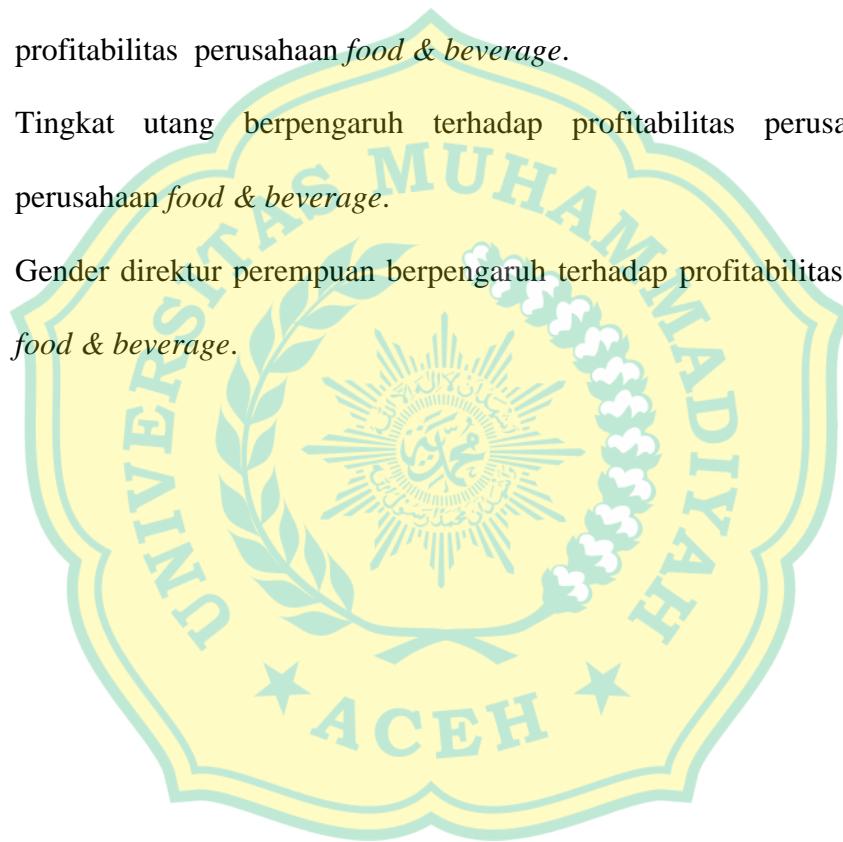 profitabilitas perusahaan food & beverage.
Tingkat utang berpengaruh terhadap profitabilitas perusa
perusahaan food & beverage.
Gender direktur perempuan berpengaruh terhadap profitabilitas
food & beverage.
UNIVERSITAS MUHAMMADIYAH
ACEH